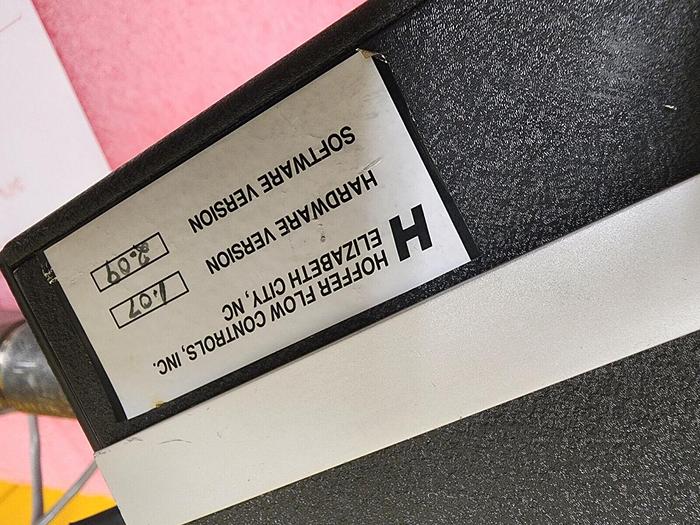 H HOFFER FLOW CONTROLS, INC.
ELIZABETH CITY, NC
HARDWARE VERSION 1.07
SOFTWARE VERSION 2.09